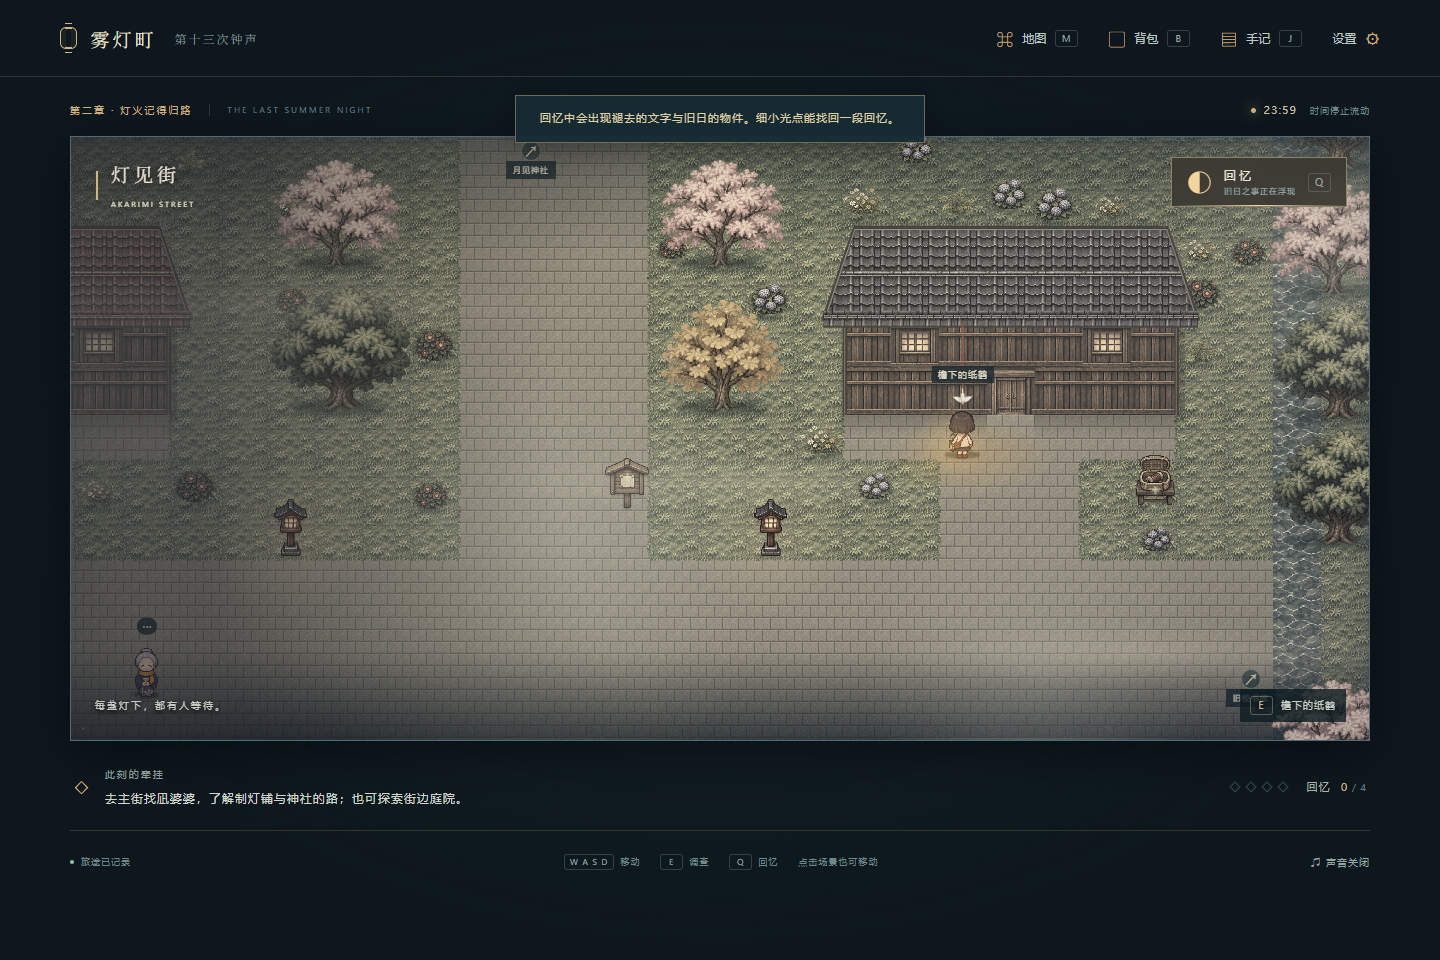 雾灯町 第十三次钟声
地图 M 背包 B 手记 J 设置
第二章 · 灯火记得归路 THE LAST SUMMER NIGHT
回忆中会出现褪去的文字与旧日的物件。细小光点能找回一段回忆。
23:59 时间停止流动
月见神社
灯见街
AKARIMI STREET
回忆 Q
旧日之事正在浮现
檐下的纸鹤
每盏灯下，都有人等待。
旧
E 檐下的纸鹤
此刻的牵挂
去主街找凪婆婆，了解制灯铺与神社的路；也可探索街边庭院。
回忆 0 / 4
旅途已记录
WASD 移动 E 调查 Q 回忆 点击场景也可移动
声音关闭